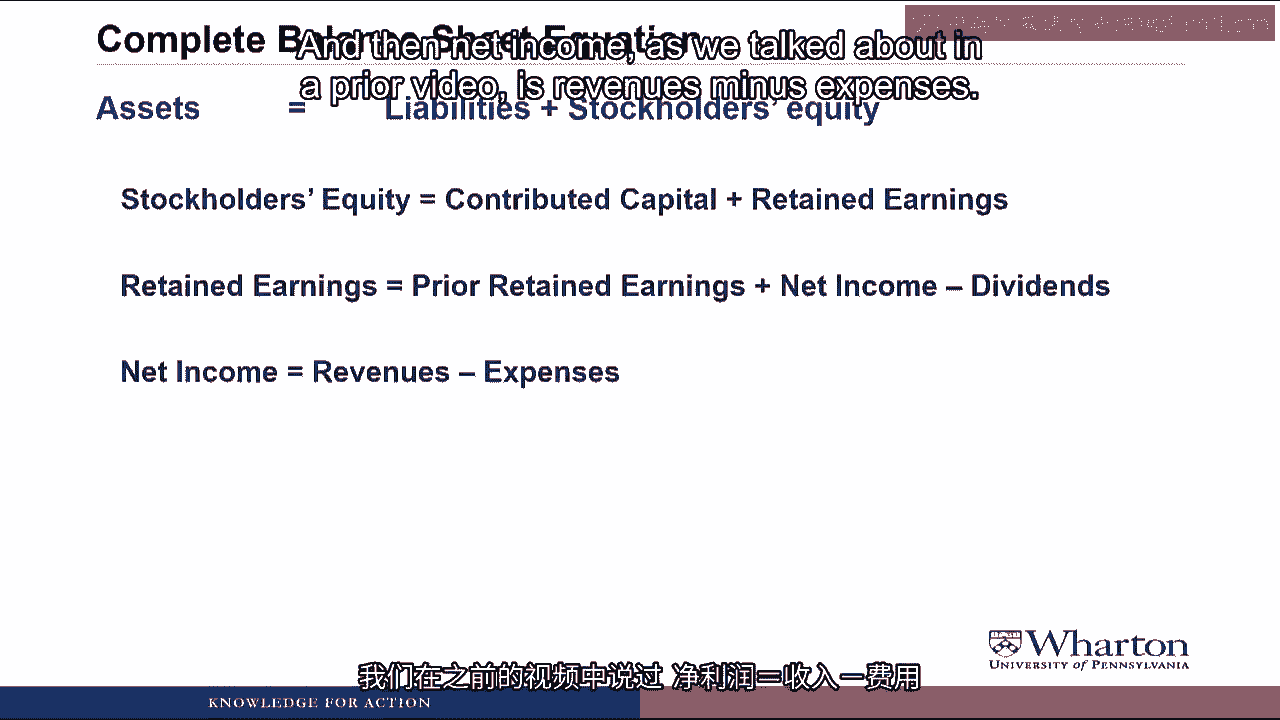 Complete Balance Sheet Equation
And then net income, as we talked about in
a prior video, is revenues minus expenses.
Assets = Liabilities + Stockholders' equity
Stockholders' Equity = Contributed Capital + Retained Earnings
Retained Earnings = Prior Retained Earnings + Net Income – Dividends
Net Income = Revenues – Expenses
Wharton
UNIVERSITY of PENNSYLVANIA
我们在之前的视频中说过 净利润=收入-费用
KNOWLEDGE FOR ACTION